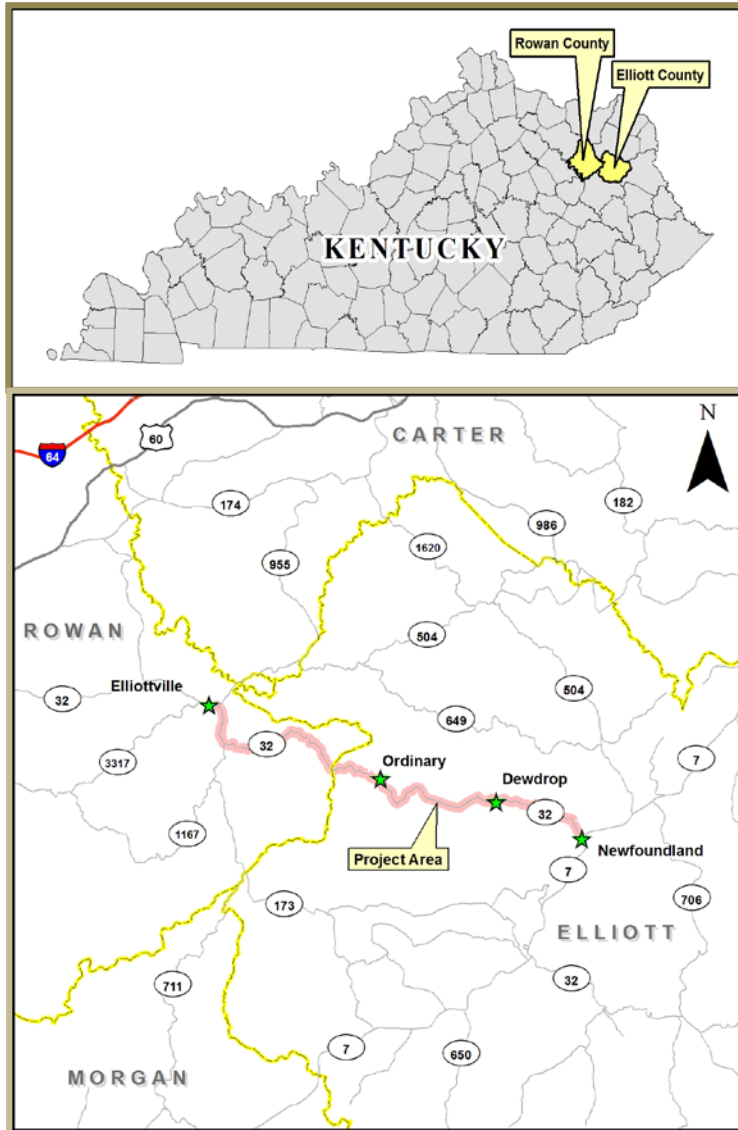 Rowan County
Elliott County
KENTUCKY
N
CARTER
60
64
182
174
986
1620
955
ROWAN
504
Elliottville
504
32
649
7
32
3317
Ordinary
Dewdrop
32
1167
Project Area
Newfoundland
7
706
173
ELLIOTT
32
711
7
650
MORGAN